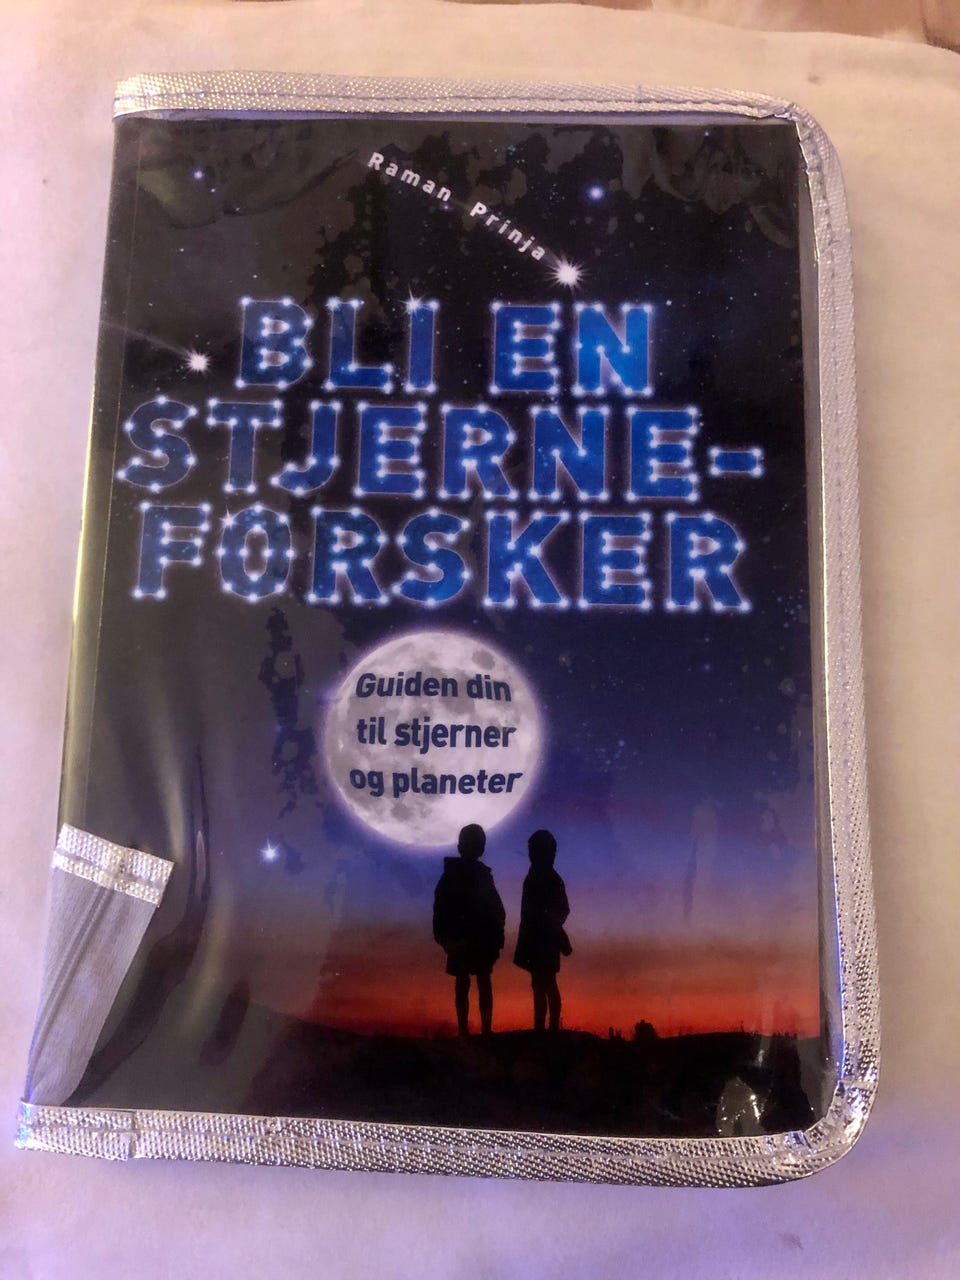 Raman Prinja
BLI EN
STJERNE-
FORSKER
Guiden din
til stjerner
og planeter